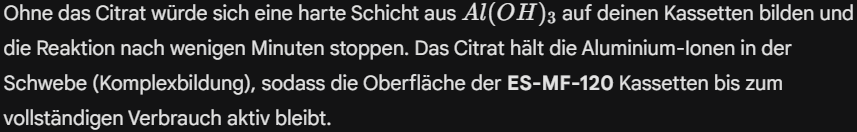 Ohne das Citrat würde sich eine harte Schicht aus Al(OH)₃ auf deinen Kassetten bilden und
die Reaktion nach wenigen Minuten stoppen. Das Citrat hält die Aluminium-Ionen in der
Schwebe (Komplexbildung), sodass die Oberfläche der ES-MF-120 Kassetten bis zum
vollständigen Verbrauch aktiv bleibt.